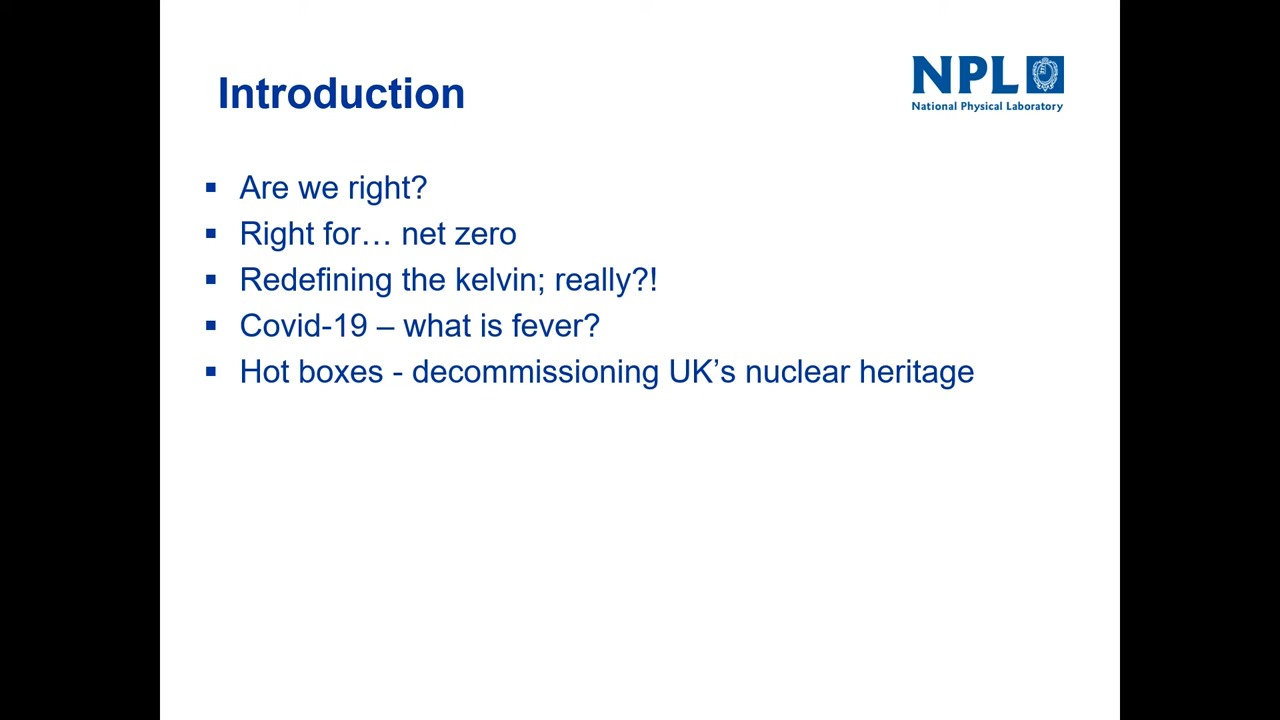 Introduction
NPL
National Physical Laboratory
Are we right?
Right for… net zero
Redefining the kelvin; really?!
Covid-19 – what is fever?
Hot boxes - decommissioning UK’s nuclear heritage